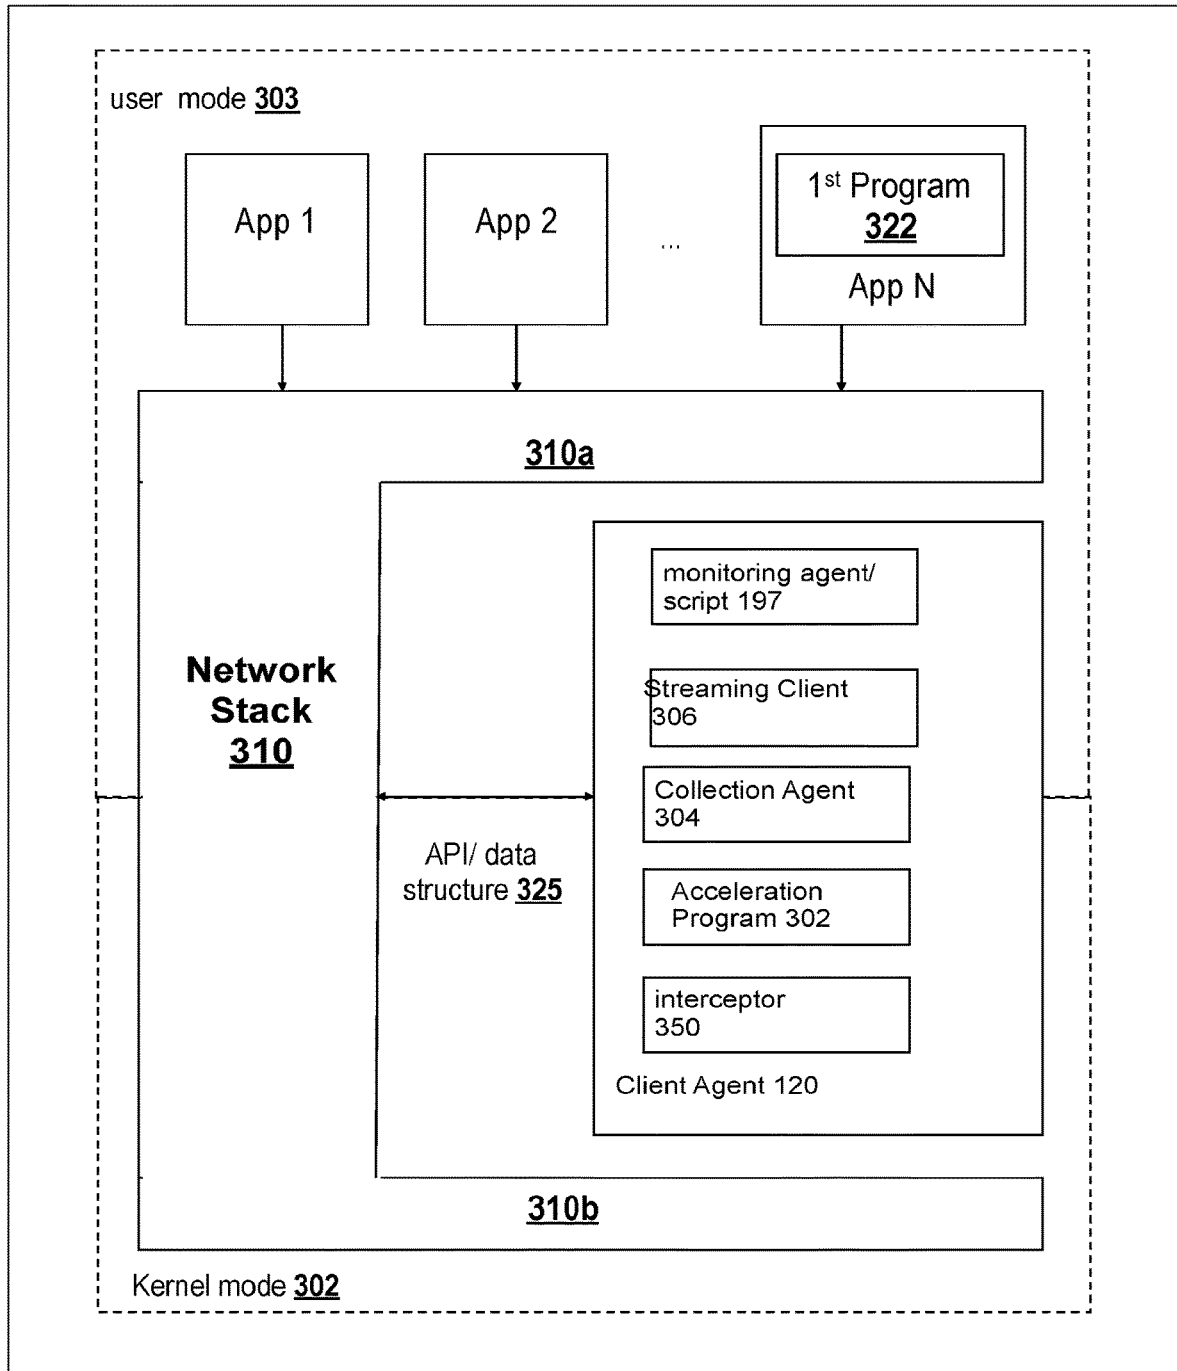 user mode 303
App 1
App 2
...
1st Program
322
App N
310a
Network
Stack
310
API/ data
structure 325
monitoring agent/
script 197
Streaming Client
306
Collection Agent
304
Acceleration
Program 302
interceptor
350
Client Agent 120
310b
Kernel mode 302